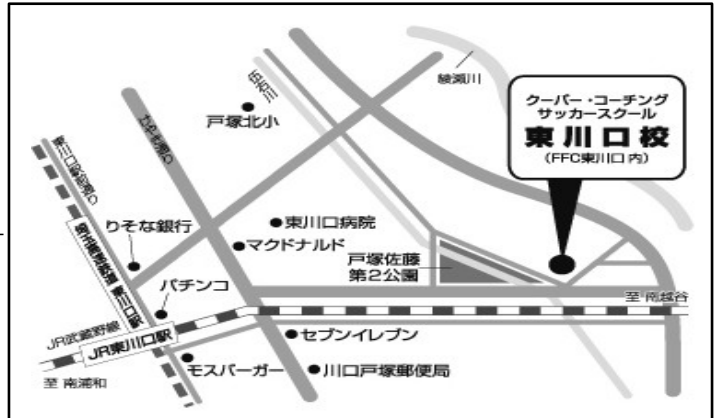 綾瀬川
クーバー・コーチング
サッカースクール
東川口校
(FFC東川口内)
戸塚北小
東川口病院
マクドナルド
りそな銀行
パチンコ
戸塚佐藤
第2公園
至 南越谷
JR武蔵野線
JR東川口駅
セブンイレブン
モスバーガー
川口戸塚郵便局
至 南浦和